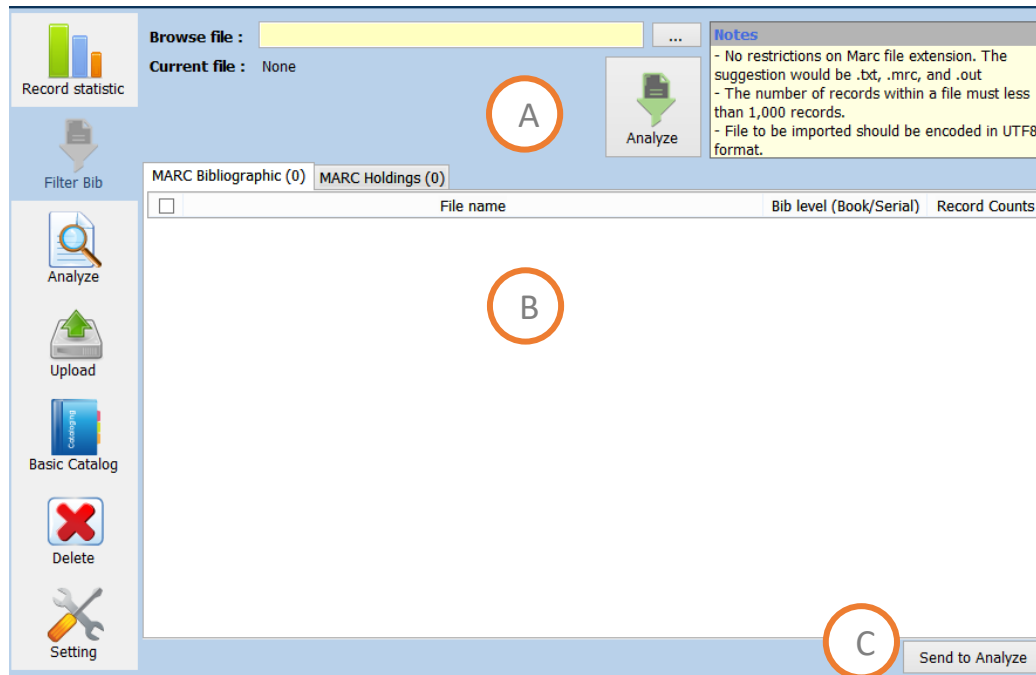 Record statistic
Filter Bib
Analyze
Upload
Cataloging
Basic Catalog
Delete
Setting
Browse file :
...
Current file : None
A
Analyze
Notes
- No restrictions on Marc file extension. The
suggestion would be .txt, .mrc, and .out
- The number of records within a file must less
than 1,000 records.
- File to be imported should be encoded in UTF8
format.
MARC Bibliographic (0) MARC Holdings (0)
File name Bib level (Book/Serial) Record Counts
B
C
Send to Analyze